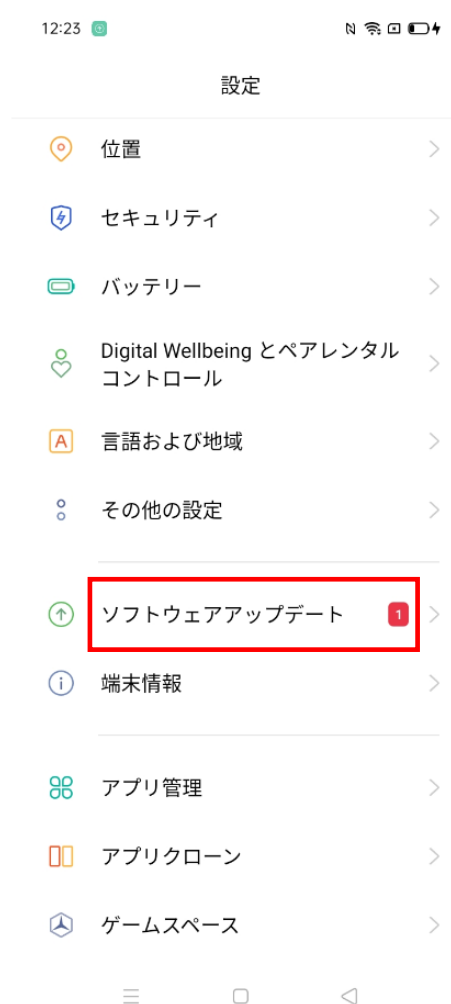 12:23
設定
位置
セキュリティ
バッテリー
Digital Wellbeing とペアレンタル
コントロール
言語および地域
A
その他の設定
ソフトウェアアップデート 1
端末情報
アプリ管理
アプリクローン
ゲームスペース